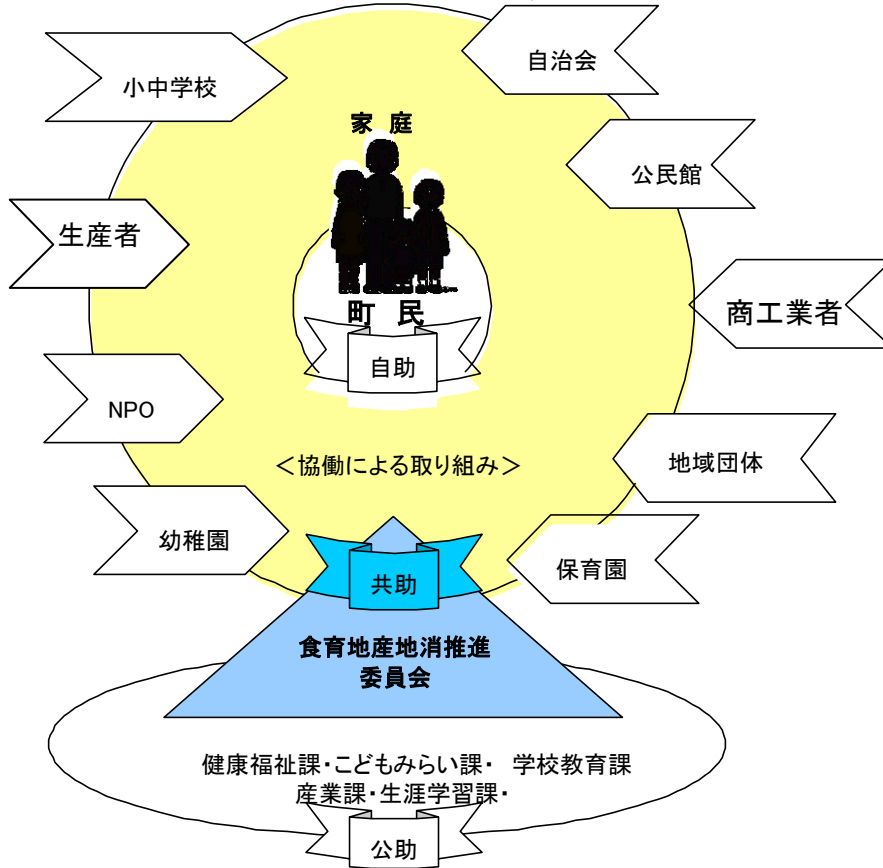 自治会
小中学校
家 庭
公民館
生産者
町 民
商工業者
自助
NPO
＜協働による取り組み＞
地域団体
幼稚園
保育園
共助
食育地産地消推進
委員会
健康福祉課・こどもみらい課・ 学校教育課
産業課・生涯学習課・
公助